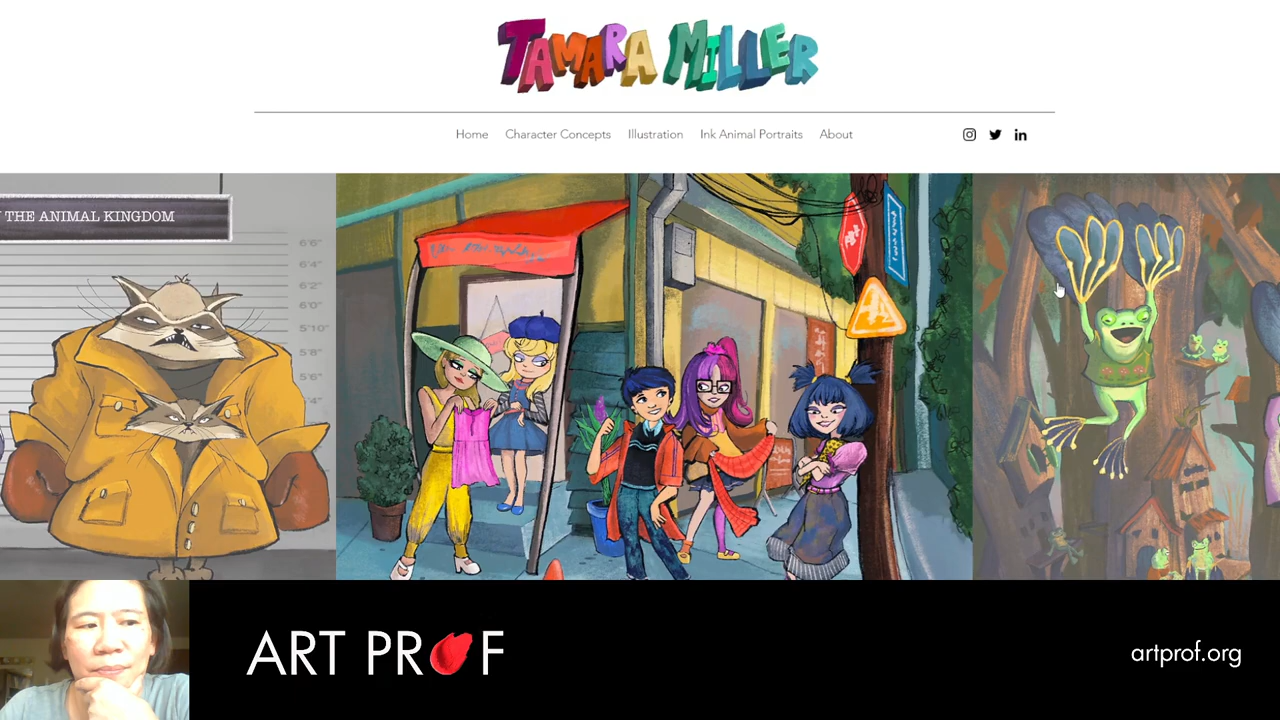 TAMARA MILLER
Home Character Concepts Illustration Ink Animal Portraits About
THE ANIMAL KINGDOM
6'6"
6'4"
6'2"
6'0"
5'10"
5'8"
5'6"
ART PROF
artprof.org